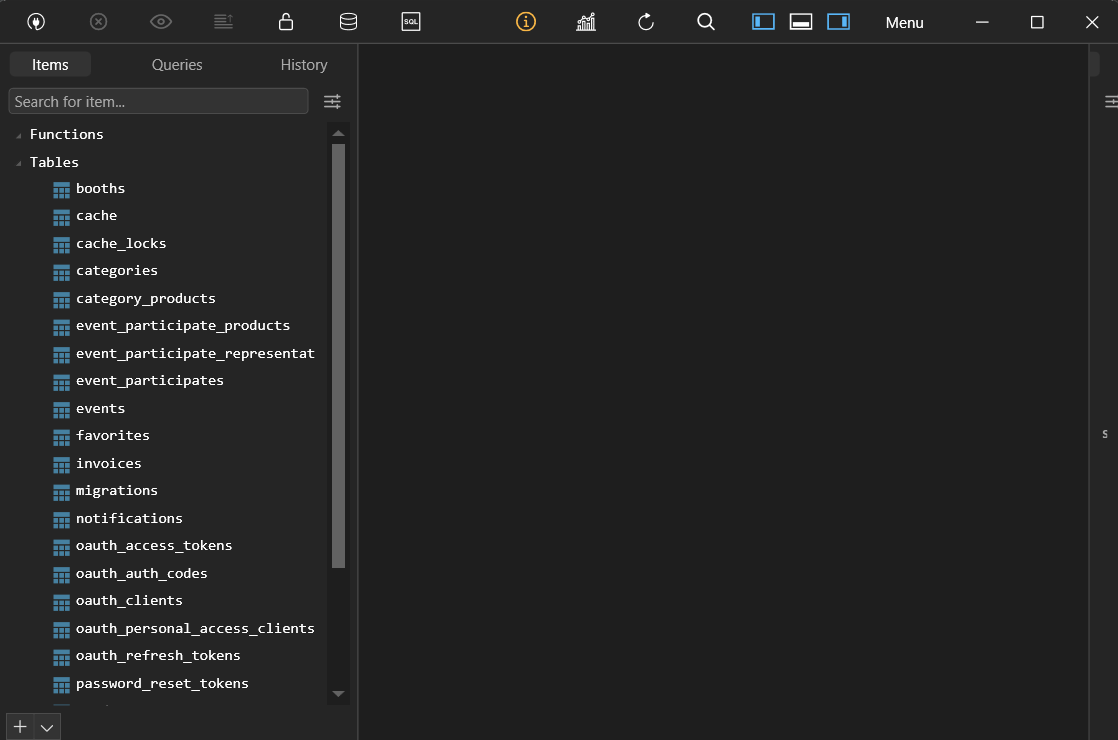 SQL
Menu
Items Queries History
Search for item...
Functions
Tables
booths
cache
cache_locks
categories
category_products
event_participate_products
event_participate_representat
event_participates
events
favorites
invoices
migrations
notifications
oauth_access_tokens
oauth_auth_codes
oauth_clients
oauth_personal_access_clients
oauth_refresh_tokens
password_reset_tokens
s